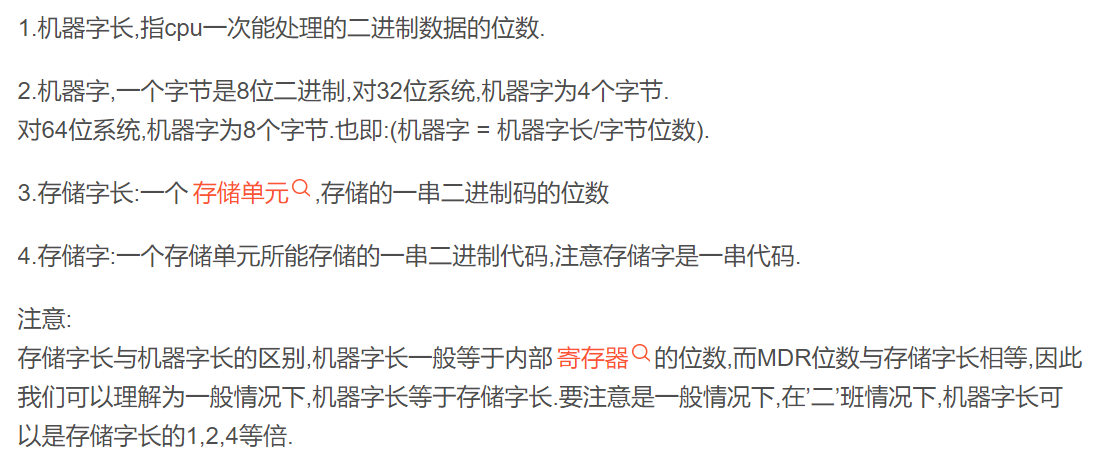 1.机器字长,指cpu一次能处理的二进制数据的位数.
2.机器字,一个字节是8位二进制,对32位系统,机器字为4个字节.
对64位系统,机器字为8个字节.也即:(机器字 = 机器字长/字节位数).
3.存储字长:一个 存储单元 ,存储的一串二进制码的位数
4.存储字:一个存储单元所能存储的一串二进制代码,注意存储字是一串代码.
注意:
存储字长与机器字长的区别,机器字长一般等于内部 寄存器 的位数,而MDR位数与存储字长相等,因此
我们可以理解为一般情况下,机器字长等于存储字长.要注意是一般情况下,在’二’班情况下,机器字长可
以是存储字长的1,2,4等倍.